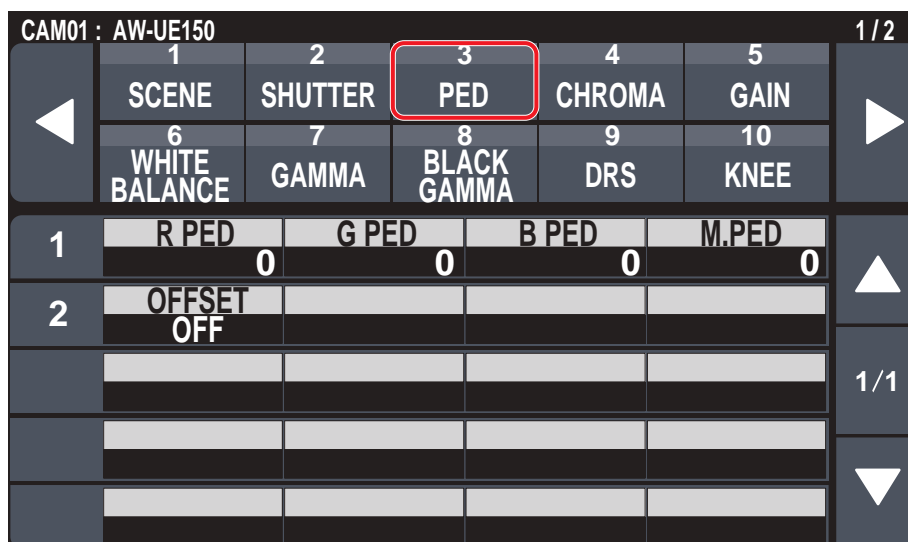 CAM01 : AW-UE150 1 / 2
1 2 3 4 5
SCENE SHUTTER PED CHROMA GAIN
6 7 8 9 10
WHITE BALANCE GAMMA BLACK GAMMA DRS KNEE
1 R PED G PED B PED M.PED
0 0 0 0
2 OFFSET
OFF
1/1